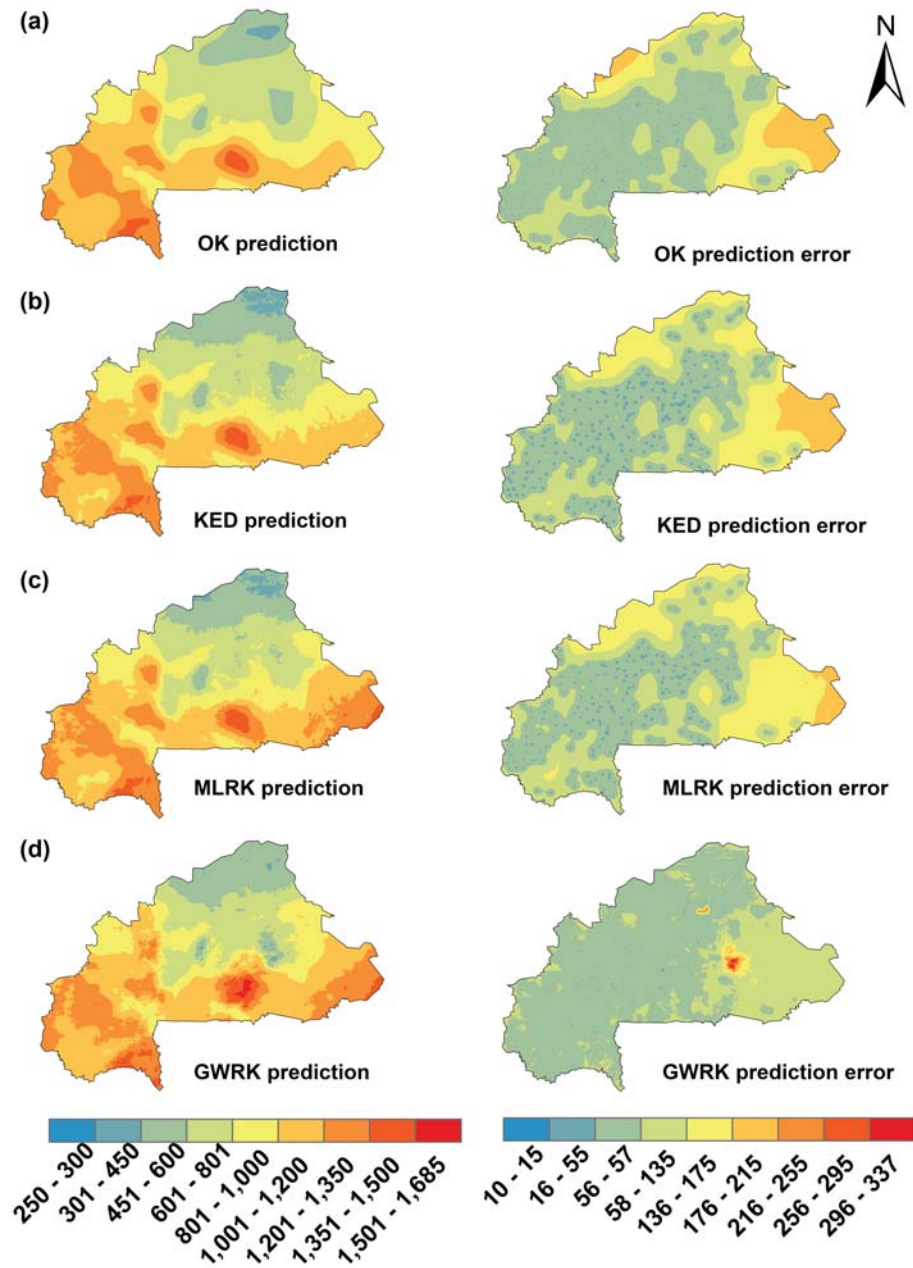 (a)
N
OK prediction
OK prediction error
(b)
KED prediction
KED prediction error
(c)
MLRK prediction
MLRK prediction error
(d)
GWRK prediction
GWRK prediction error
250 - 300
301 - 450
451 - 600
601 - 801
801 - 1,000
1,001 - 1,200
1,201 - 1,350
1,351 - 1,500
1,501 - 1,685
10 - 15
16 - 55
56 - 57
58 - 135
136 - 175
176 - 215
216 - 255
256 - 295
296 - 337